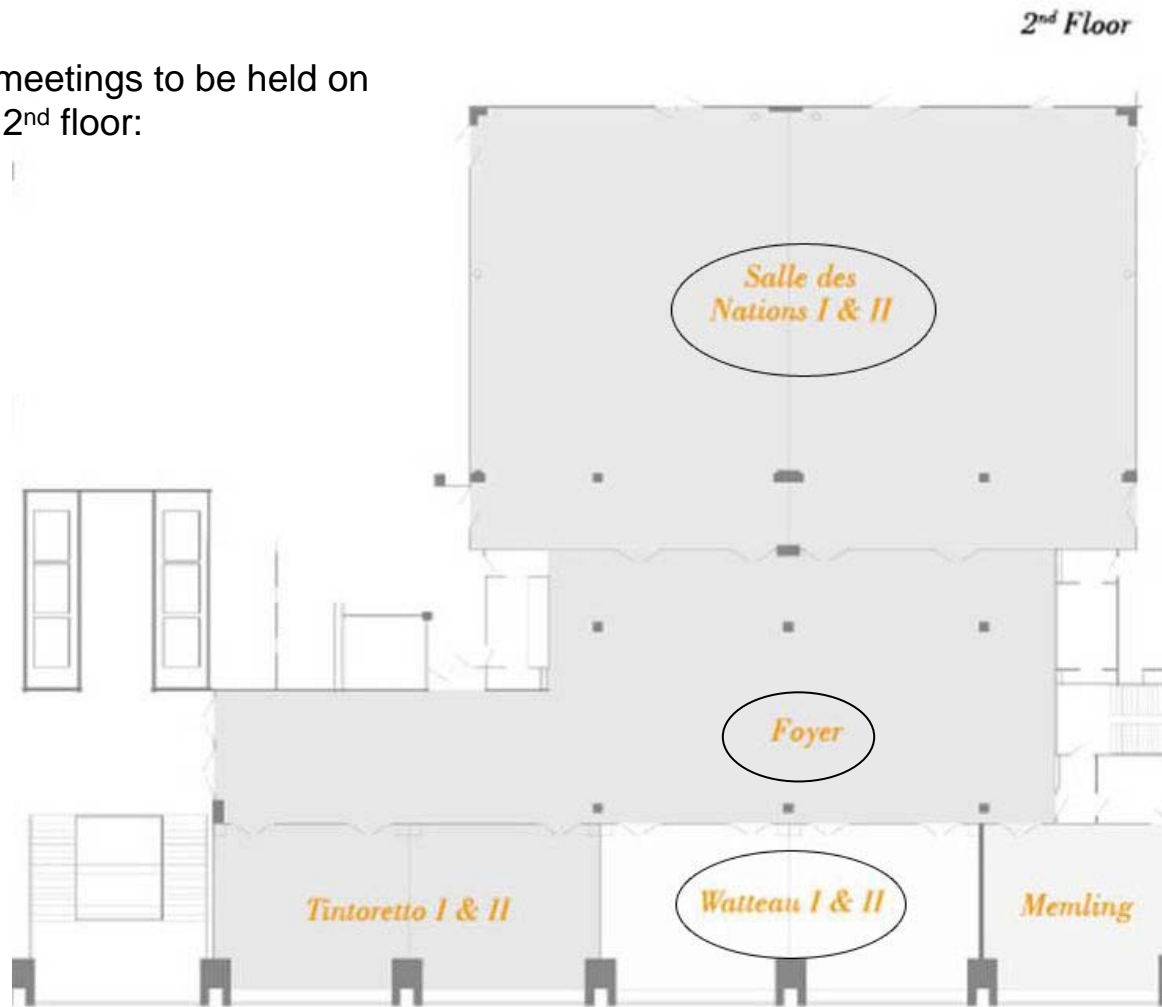 2nd Floor
meetings to be held on
2nd floor:
Salle des
Nations I & II
Foyer
Tintoretto I & II
Watteau I & II
Memling